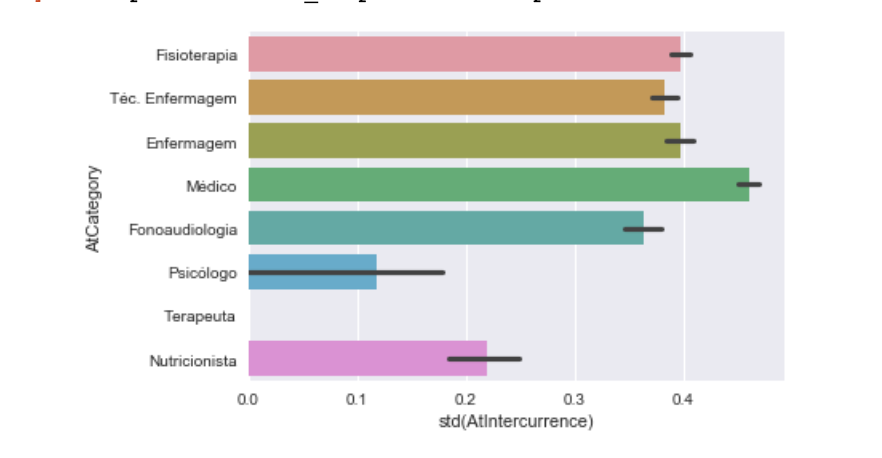 Fisioterapia
Téc. Enfermagem
Enfermagem
Médico
Fonoaudiologia
Psicólogo
Terapeuta
Nutricionista
AtCategory
0.0 0.1 0.2 0.3 0.4
std(AtIntercurrence)